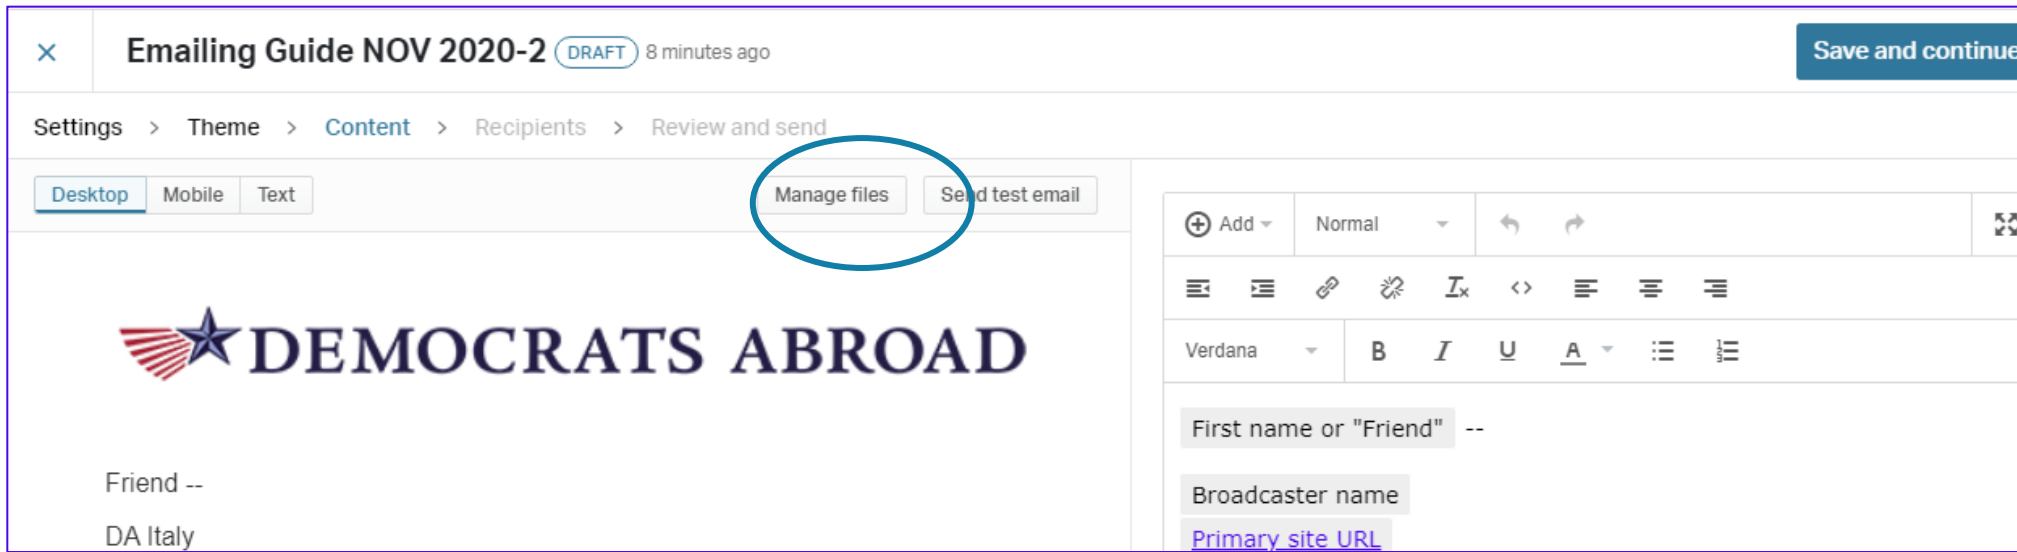 Emailing Guide NOV 2020-2 DRAFT 8 minutes ago
Save and continue
Settings > Theme > Content > Recipients > Review and send
Desktop Mobile Text Manage files Send test email
DEMOCRATS ABROAD
Friend --
DA Italy
Add Normal
Verdana B I U A
First name or "Friend" --
Broadcaster name
Primary site URL